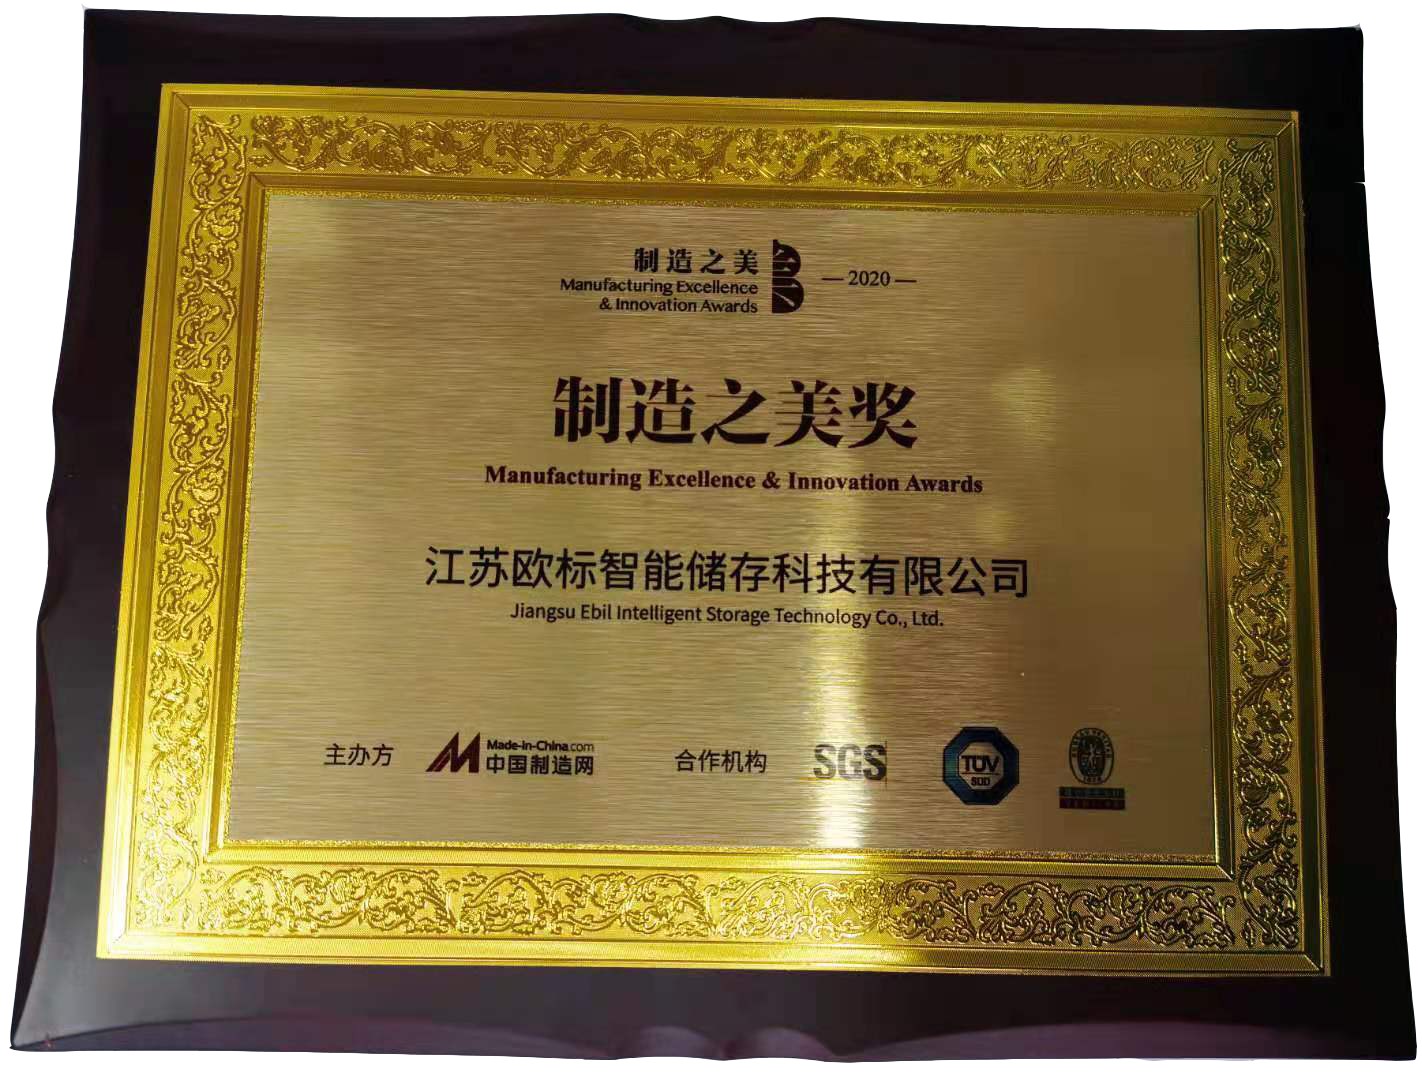 制造之美
Manufacturing Excellence
& Innovation Awards
— 2020 —
制造之美奖
Manufacturing Excellence & Innovation Awards
江苏欧标智能储存科技有限公司
Jiangsu Ebil Intelligent Storage Technology Co., Ltd.
主办方
Made-in-China.com
中国制造网
合作机构
SGS
TÜV
SÜD